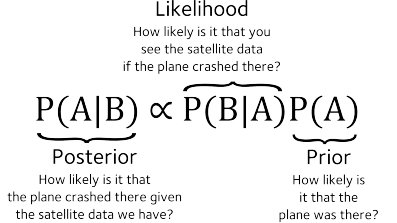 Likelihood
How likely is it that you
see the satellite data
if the plane crashed there?
P(A|B) ∝ P(B|A)P(A)
Posterior
How likely is it that
the plane crashed there given
the satellite data we have?
Prior
How likely is
it that the
plane was there?